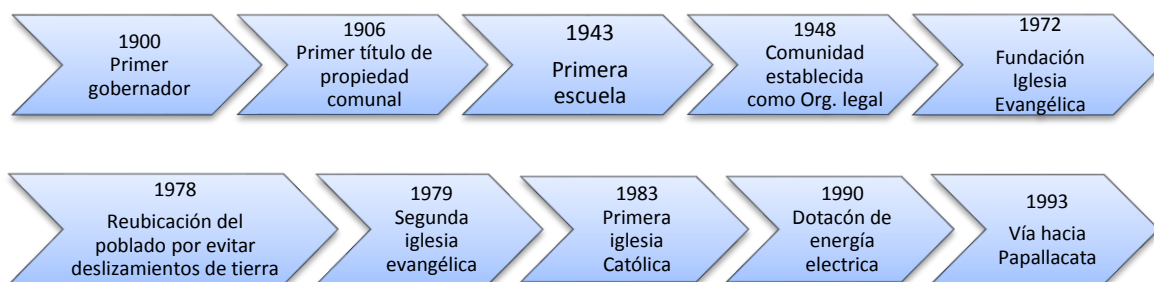 1900
Primer
gobernador
1906
Primer título de
propiedad
comunal
1943
Primera
escuela
1948
Comunidad
establecida
como Org. legal
1972
Fundación
Iglesia
Evangélica
1978
Reubicación del
poblado por evitar
deslizamientos de tierra
1979
Segunda
iglesia
evangélica
1983
Primera
iglesia
Católica
1990
Dotacón de
energía
electrica
1993
Vía hacia
Papallacata